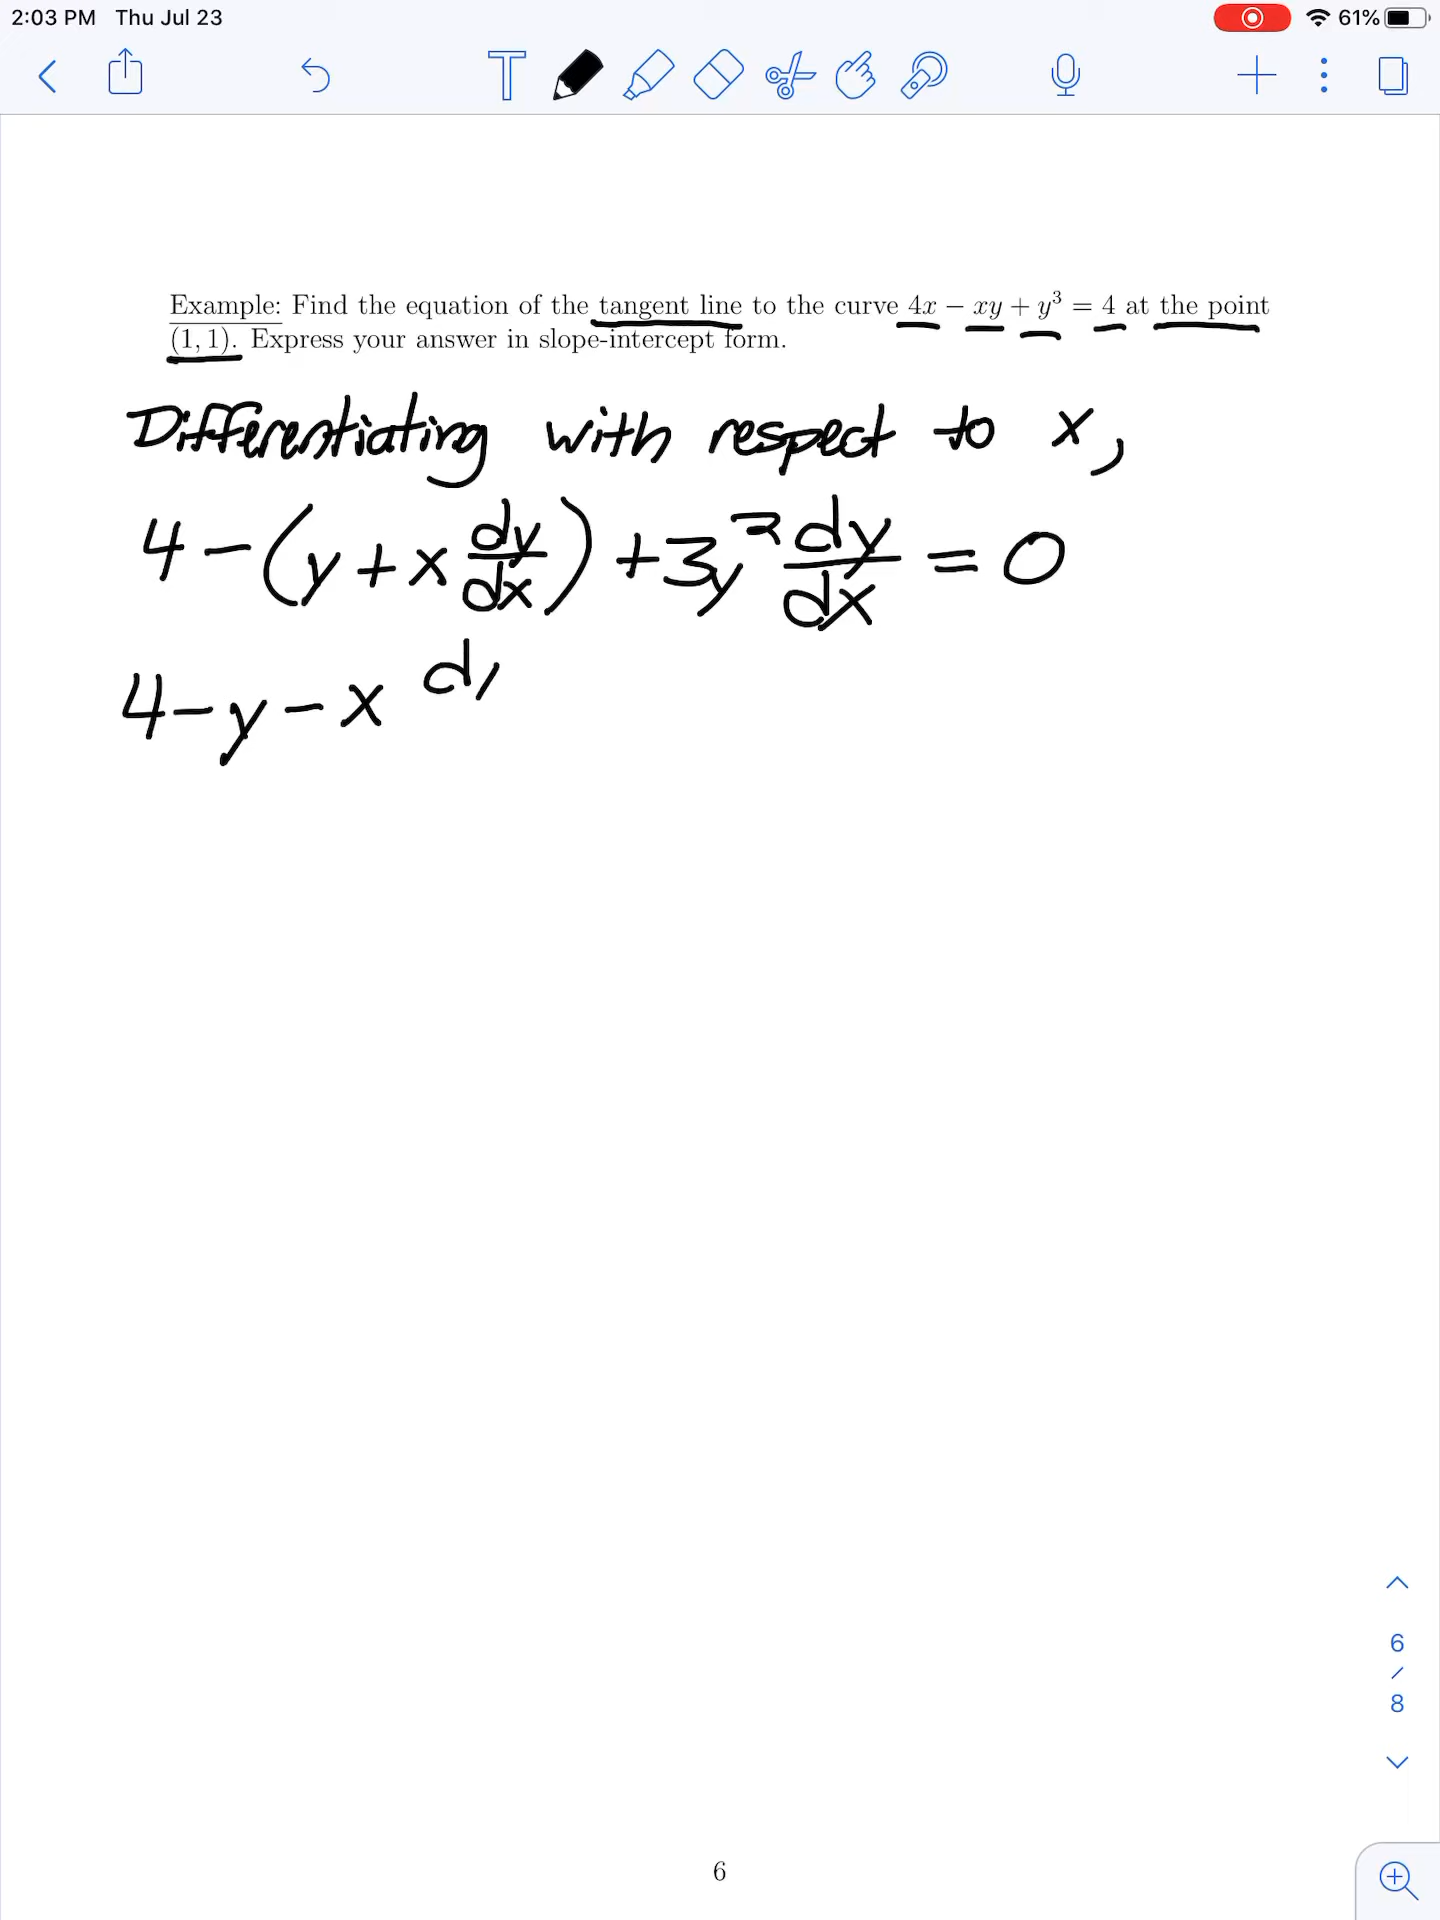 2:03 PM Thu Jul 23 61%
Example: Find the equation of the tangent line to the curve 4x − xy + y³ = 4 at the point
(1, 1). Express your answer in slope-intercept form.
Differentiating with respect to x,
4 − (y + x dy/dx) + 3y² dy/dx = 0
4 − y − x d
6
/
8
6